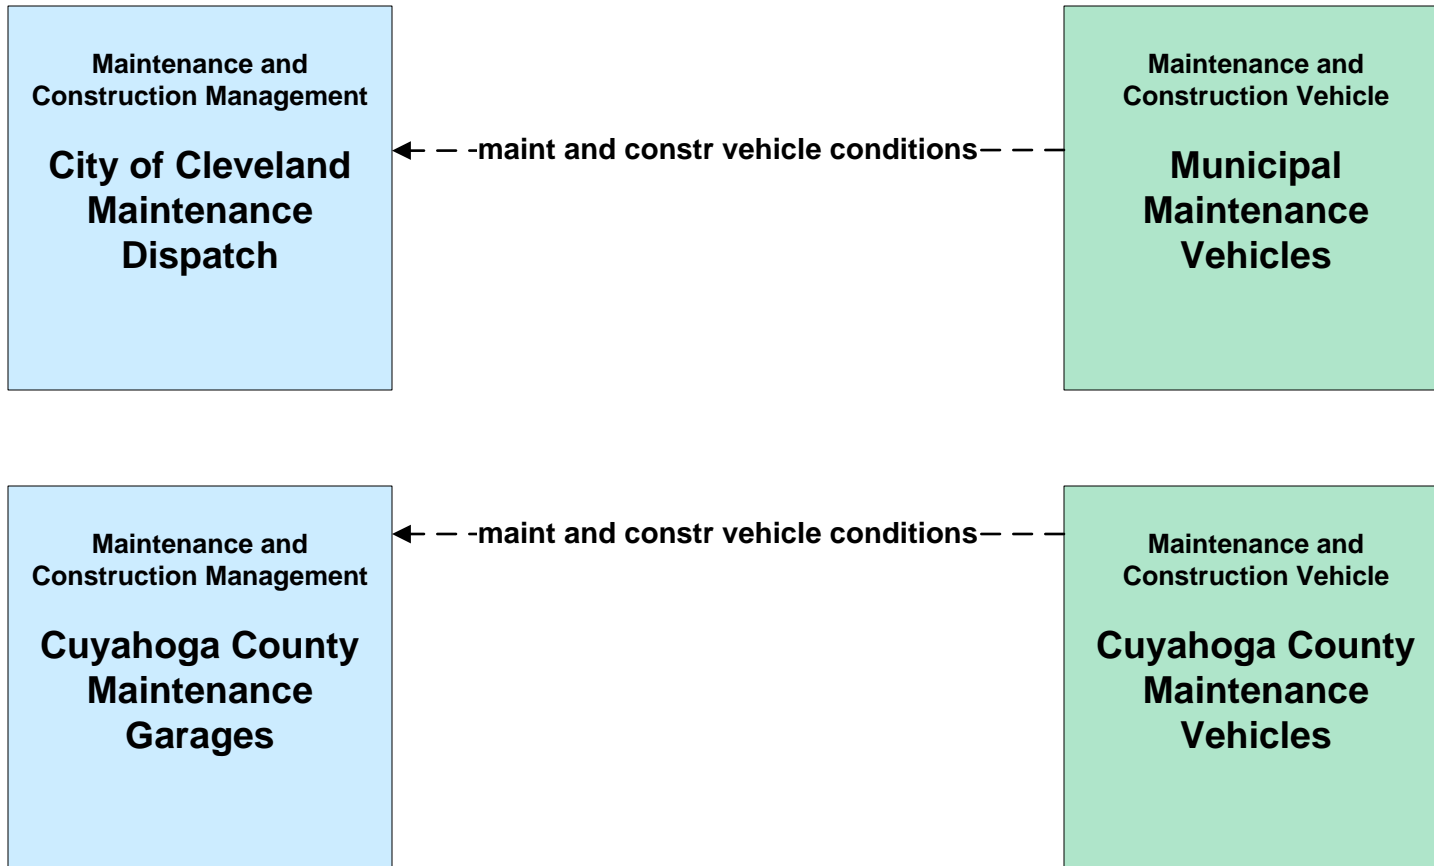 Maintenance and
Construction Management
City of Cleveland
Maintenance
Dispatch
maint and constr vehicle conditions
Maintenance and
Construction Vehicle
Municipal
Maintenance
Vehicles
Maintenance and
Construction Management
Cuyahoga County
Maintenance
Garages
maint and constr vehicle conditions
Maintenance and
Construction Vehicle
Cuyahoga County
Maintenance
Vehicles